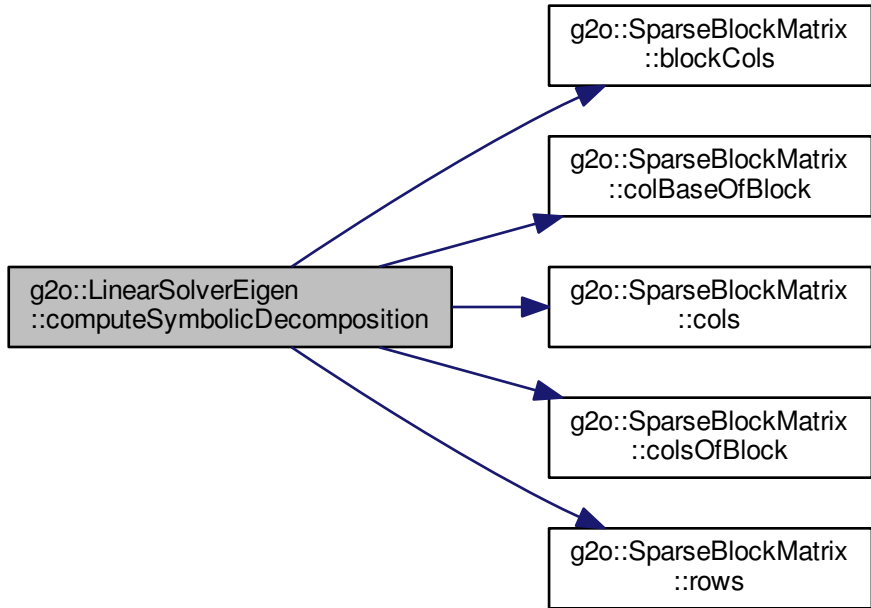 g2o::SparseBlockMatrix
::blockCols
g2o::SparseBlockMatrix
::colBaseOfBlock
g2o::LinearSolverEigen
::computeSymbolicDecomposition
g2o::SparseBlockMatrix
::cols
g2o::SparseBlockMatrix
::colsOfBlock
g2o::SparseBlockMatrix
::rows